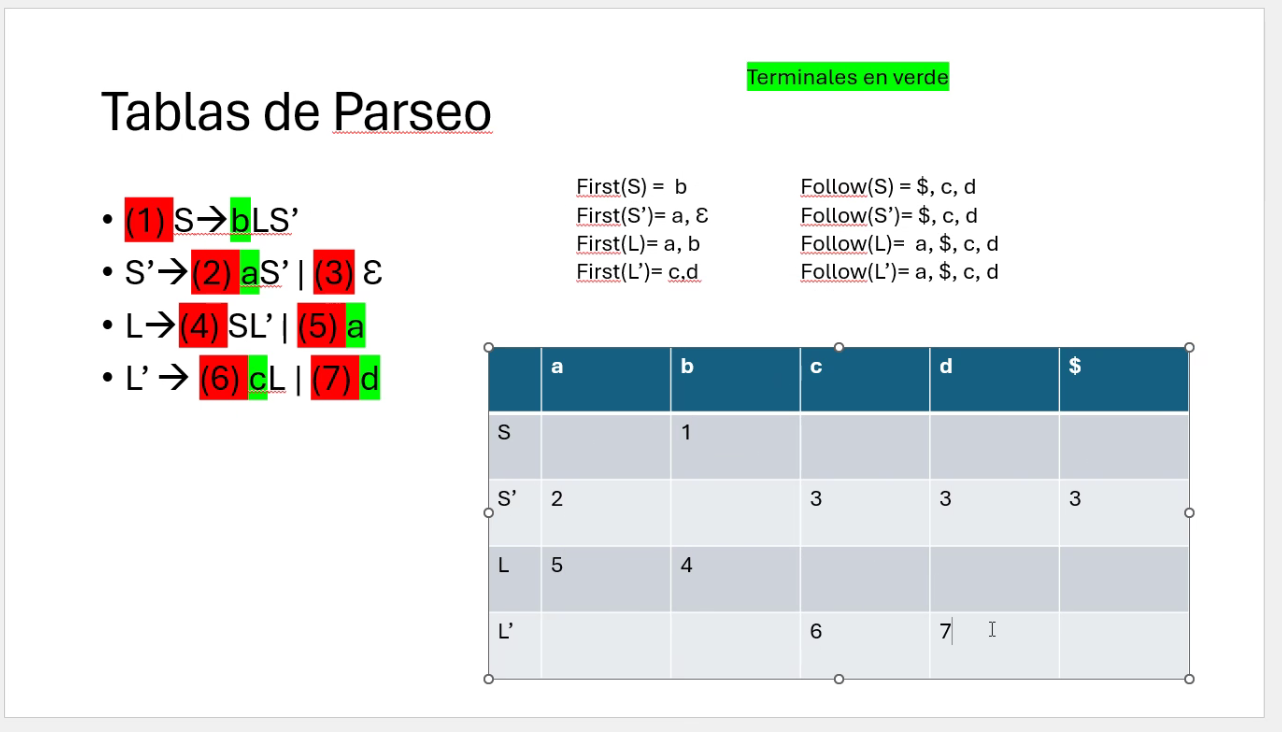 Terminales en verde
Tablas de Parseo
• (1) S→bLS’
• S’→(2) aS’ | (3) Ɛ
• L→(4) SL’ | (5) a
• L’ → (6) cL | (7) d
First(S) = b
First(S’)= a, Ɛ
First(L)= a, b
First(L’)= c,d
Follow(S) = $, c, d
Follow(S’)= $, c, d
Follow(L)= a, $, c, d
Follow(L’)= a, $, c, d
a b c d $
S 1
S’ 2 3 3 3
L 5 4
L’ 6 7